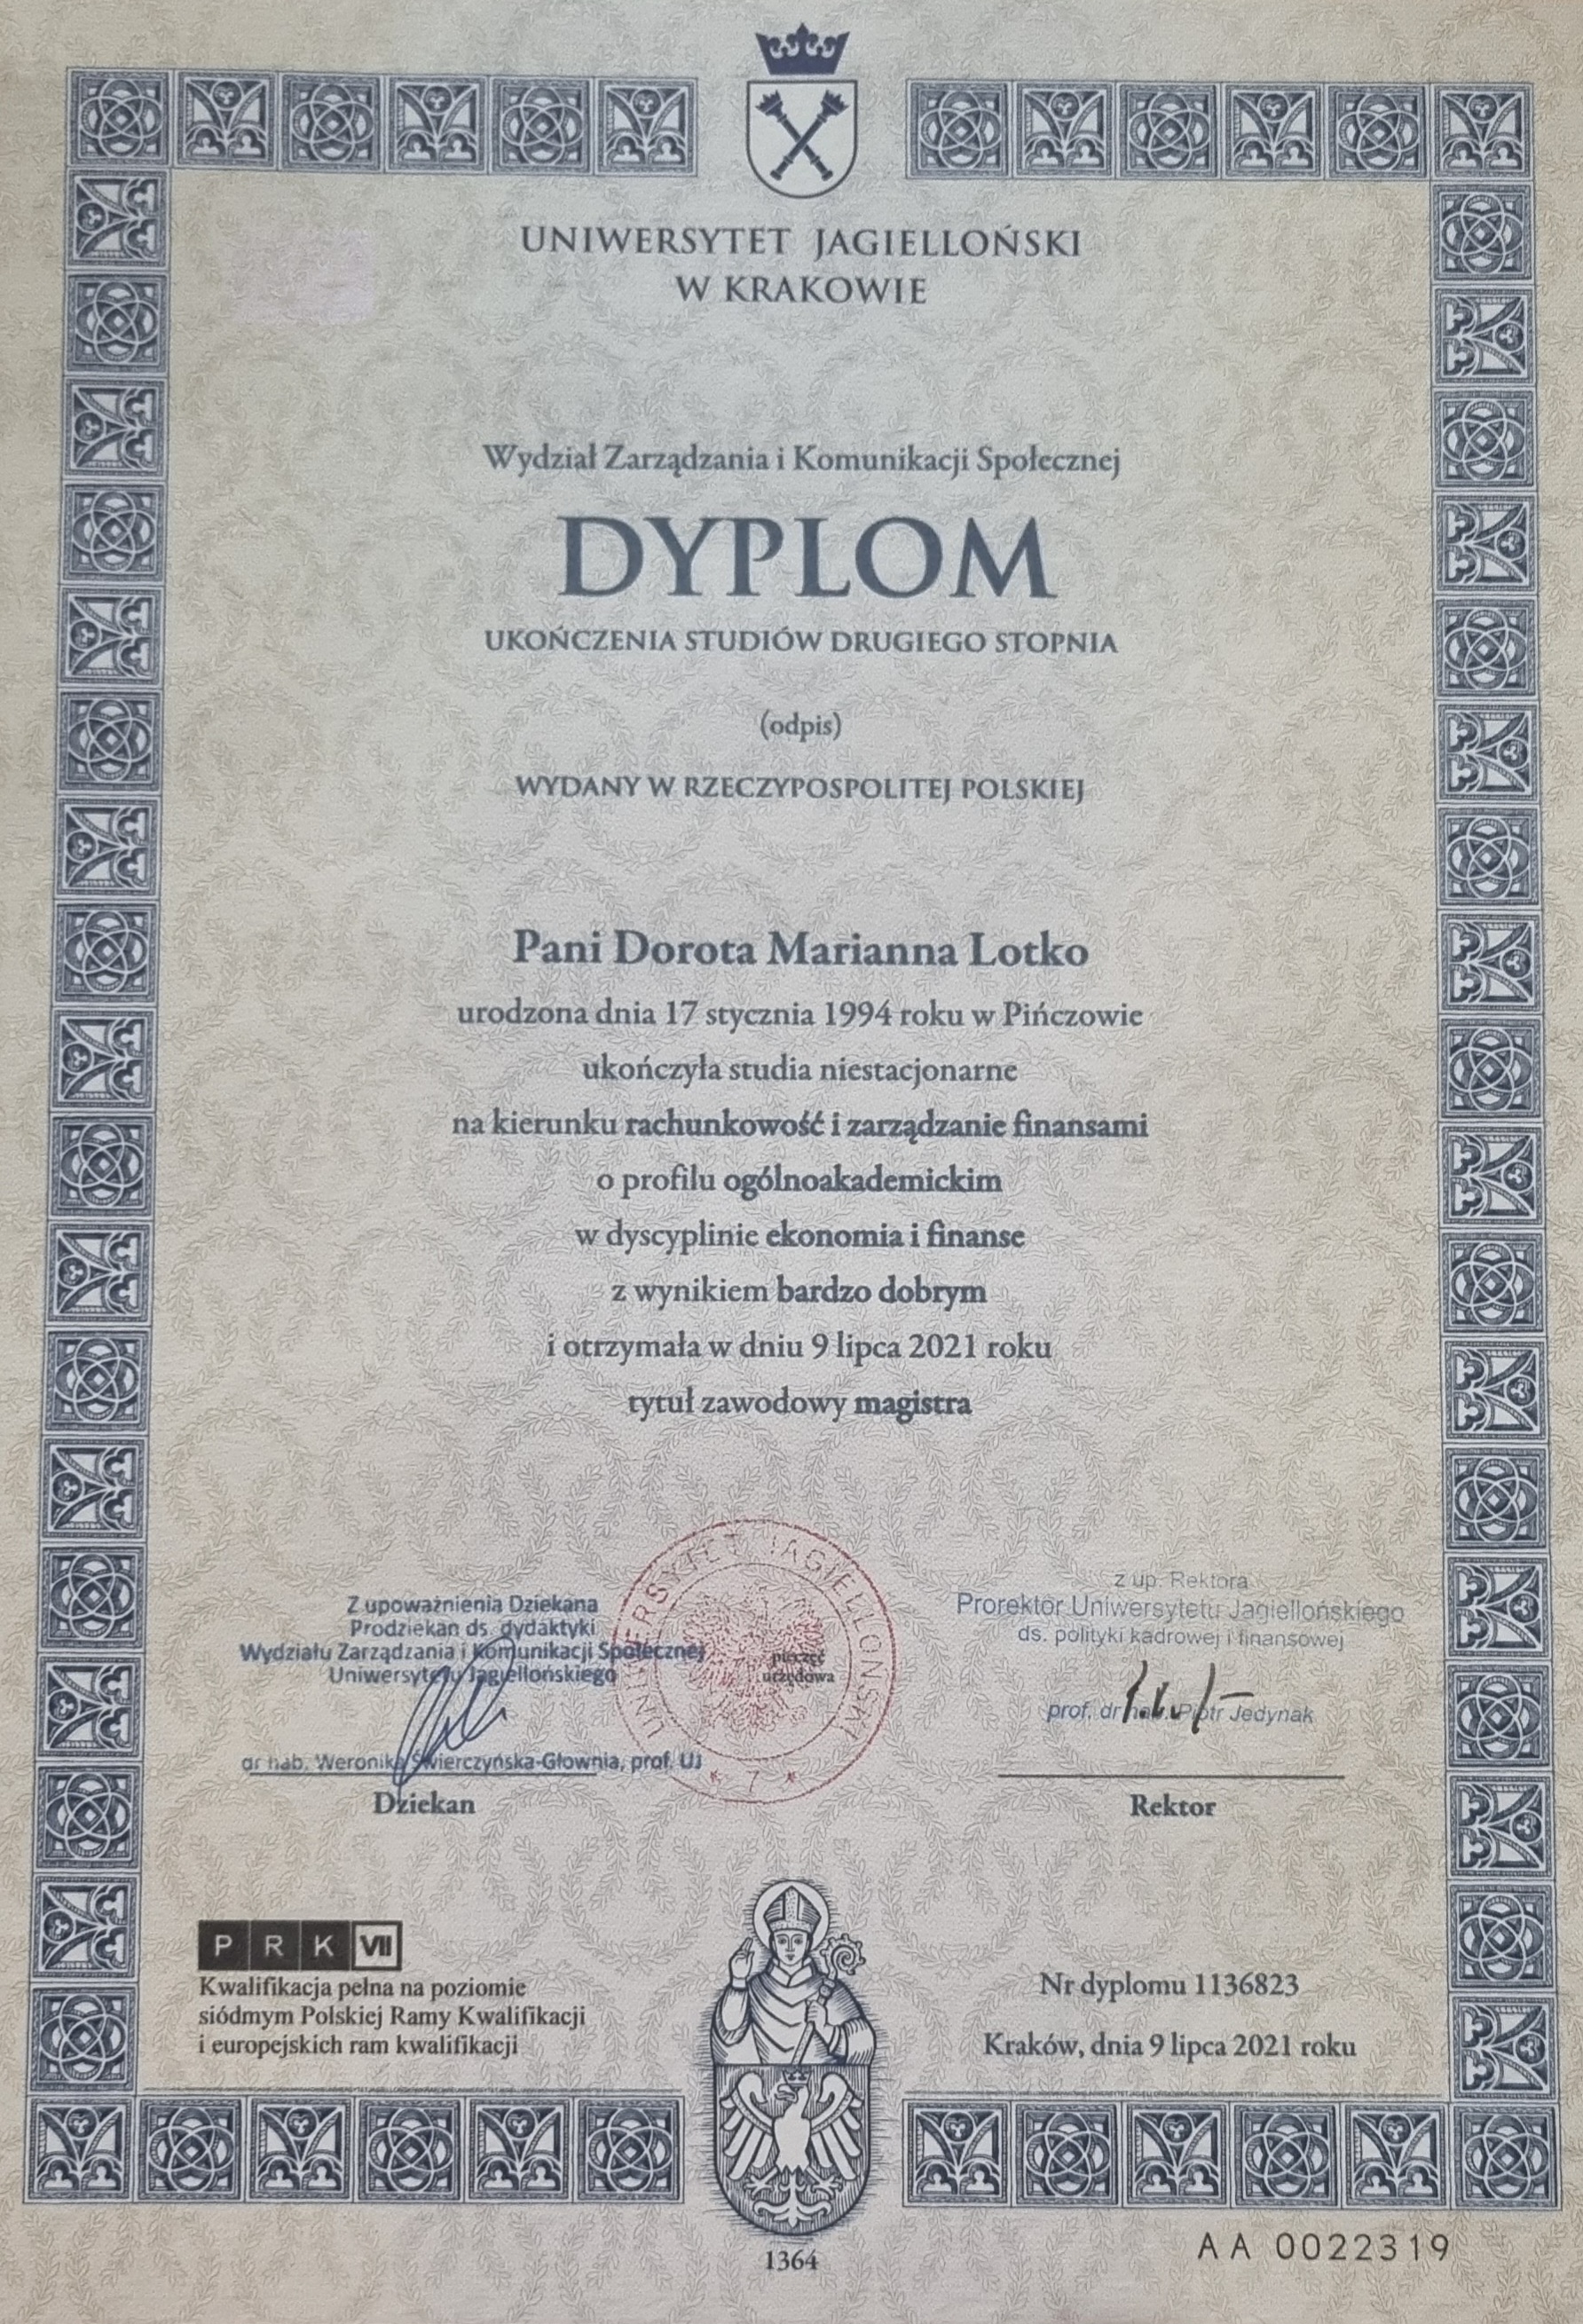 UNIWERSYTET JAGIELLOŃSKI
W KRAKOWIE
Wydział Zarządzania i Komunikacji Społecznej
DYPLOM
UKOŃCZENIA STUDIÓW DRUGIEGO STOPNIA
(odpis)
WYDANY W RZECZYPOSPOLITEJ POLSKIEJ
Pani Dorota Marianna Lotko
urodzona dnia 17 stycznia 1994 roku w Pińczowie
ukończyła studia niestacjonarne
na kierunku rachunkowość i zarządzanie finansami
o profilu ogólnoakademickim
w dyscyplinie ekonomia i finanse
z wynikiem bardzo dobrym
i otrzymała w dniu 9 lipca 2021 roku
tytuł zawodowy magistra
Z upoważnienia Dziekana
Prodziekan ds. dydaktyki
Wydziału Zarządzania i Komunikacji Społecznej
Uniwersytetu Jagiellońskiego
dr hab. Weronika Świerczyńska-Głownia, prof. UJ
Dziekan
UNIWERSYTET JAGIELLOŃSKI
* 7 *
pieczęć
urzędowa
z up. Rektora
Prorektor Uniwersytetu Jagiellońskiego
ds. polityki kadrowej i finansowej
prof. dr hab. Piotr Jedynak
Rektor
P R K VII
Kwalifikacja pełna na poziomie
siódmym Polskiej Ramy Kwalifikacji
i europejskich ram kwalifikacji
Nr dyplomu 1136823
Kraków, dnia 9 lipca 2021 roku
1364
AA 0022319